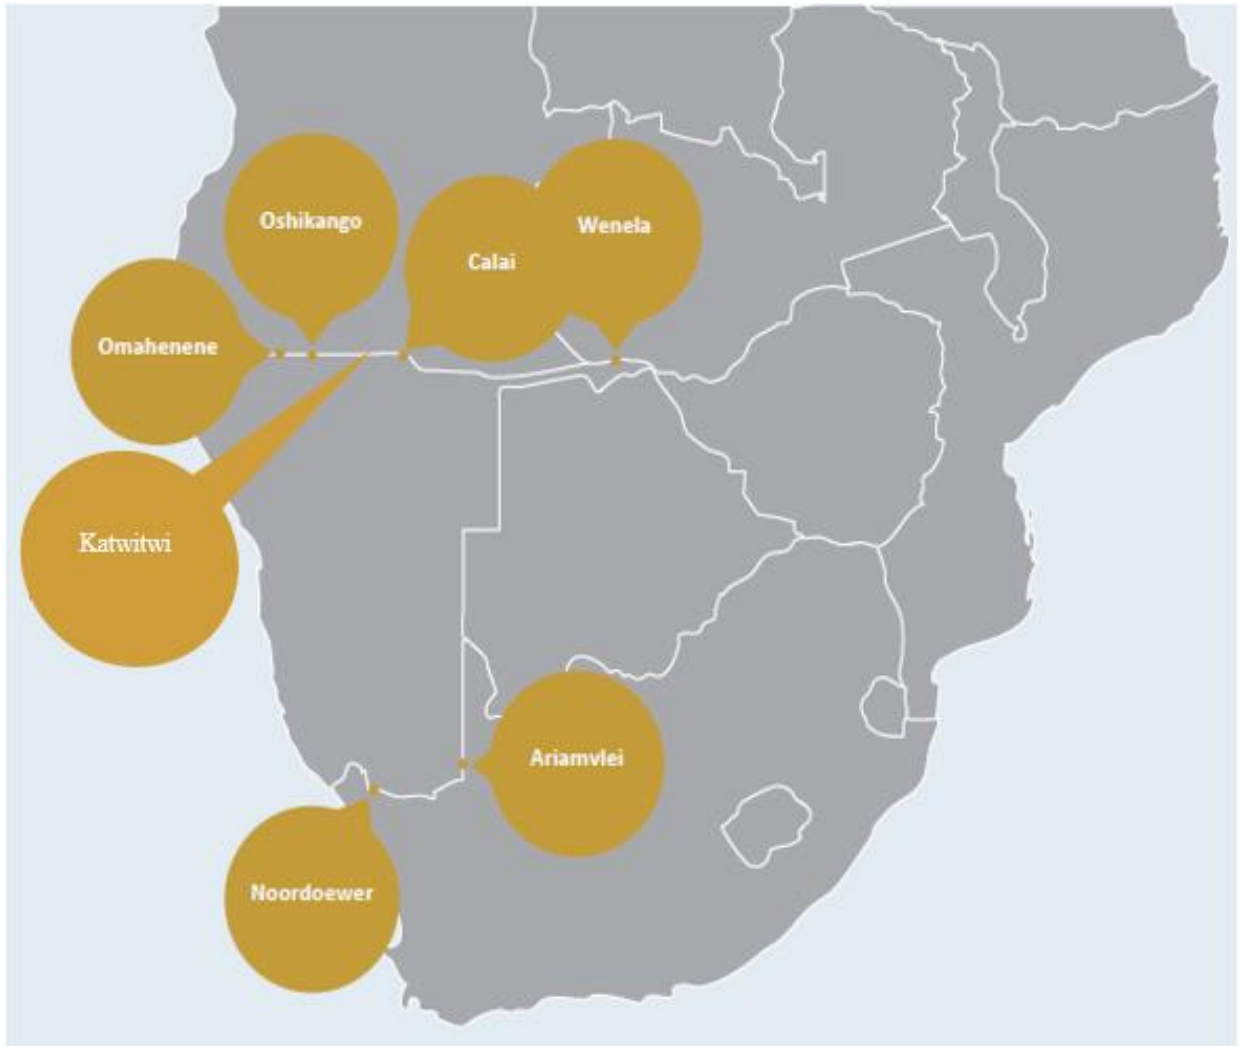 Oshikango
Wenela
Calai
Omahenene
Katwitwi
Ariamvlei
Noordoewer